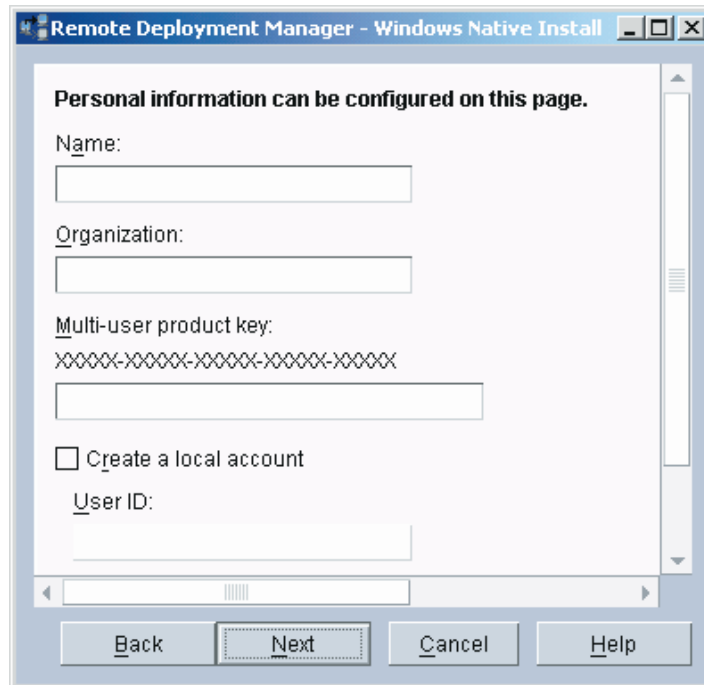 Remote Deployment Manager - Windows Native Install
Personal information can be configured on this page.
Name:
Organization:
Multi-user product key:
XXXXX-XXXXX-XXXXX-XXXXX-XXXXX
Create a local account
User ID:
Back Next Cancel Help